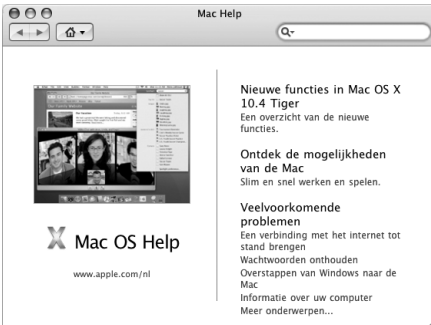 Mac Help
Mac OS Help
www.apple.com/nl
Nieuwe functies in Mac OS X
10.4 Tiger
Een overzicht van de nieuwe
functies.
Ontdek de mogelijkheden
van de Mac
Slim en snel werken en spelen.
Veelvoorkomende
problemen
Een verbinding met het internet tot
stand brengen
Wachtwoorden onthouden
Overstappen van Windows naar de
Mac
Informatie over uw computer
Meer onderwerpen...